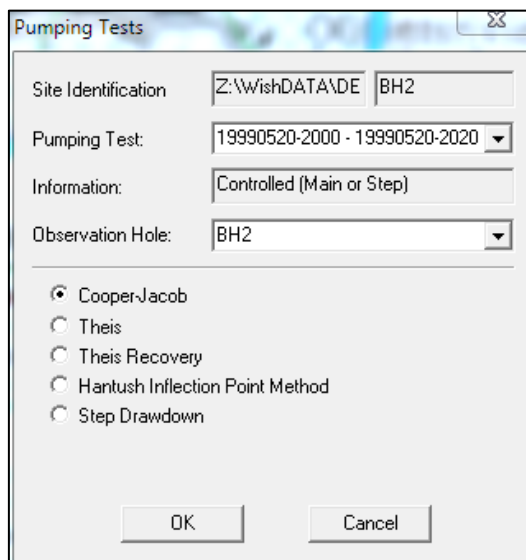 Pumping Tests
Site Identification Z:\WishDATA\DE BH2
Pumping Test: 19990520-2000 - 19990520-2020
Information: Controlled (Main or Step)
Observation Hole: BH2
Cooper-Jacob
Theis
Theis Recovery
Hantush Inflection Point Method
Step Drawdown
OK Cancel